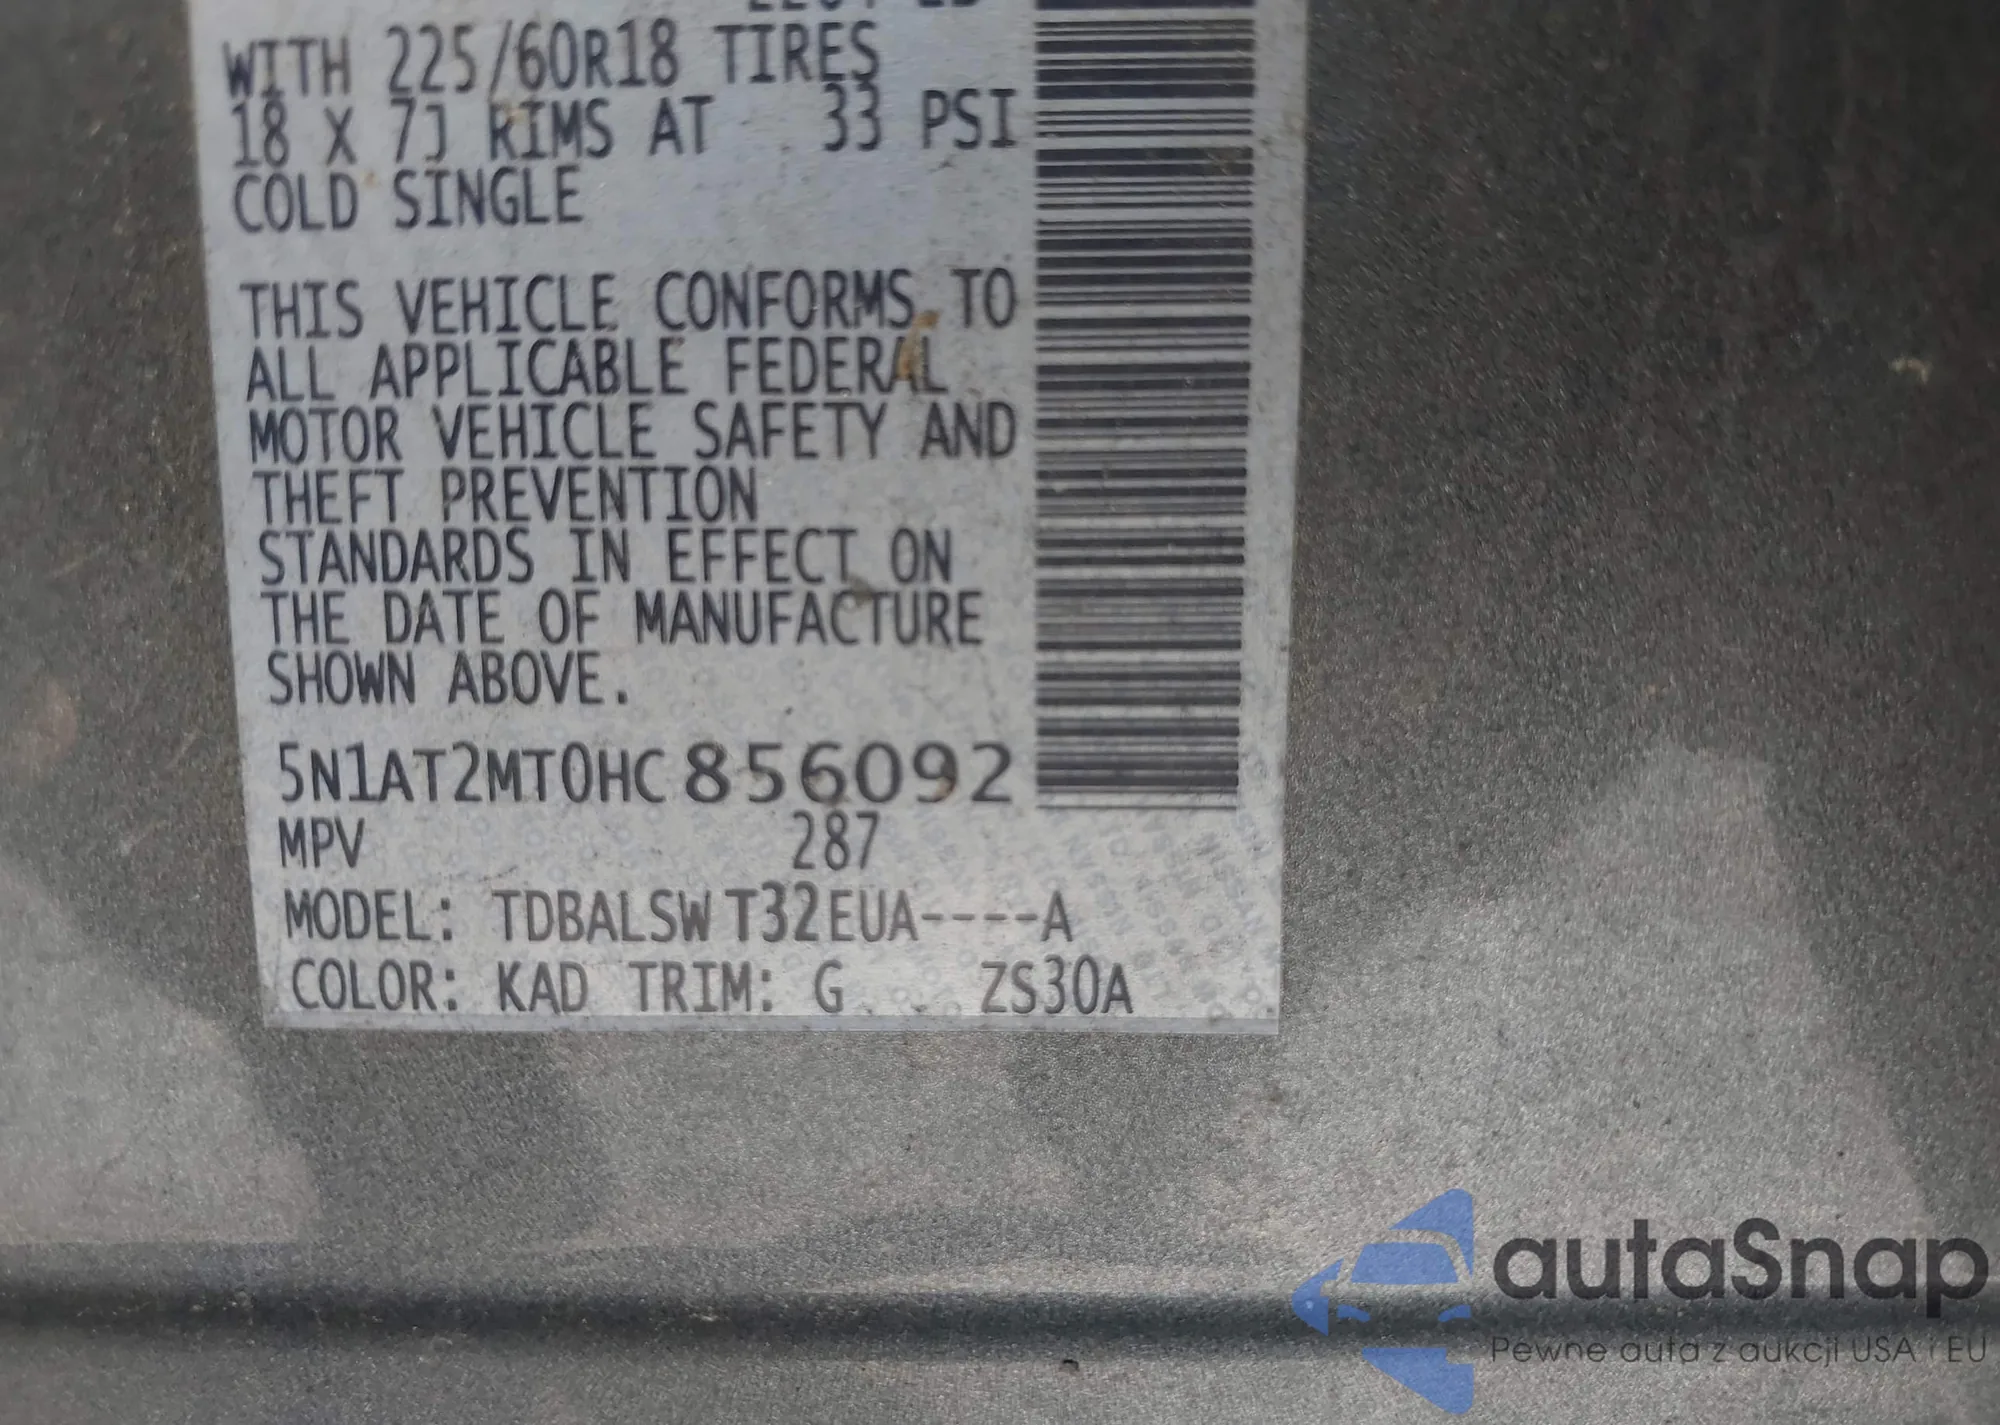 WITH 225/60R18 TIRES
18 X 7J RIMS AT 33 PSI
COLD SINGLE
THIS VEHICLE CONFORMS TO
ALL APPLICABLE FEDERAL
MOTOR VEHICLE SAFETY AND
THEFT PREVENTION
STANDARDS IN EFFECT ON
THE DATE OF MANUFACTURE
SHOWN ABOVE.
5N1AT2MT0HC856092
MPV 287
MODEL: TDBALSWT32EUA----A
COLOR: KAD TRIM: G ZS30A
autaSnap
Pewne auta z aukcji USA i EU